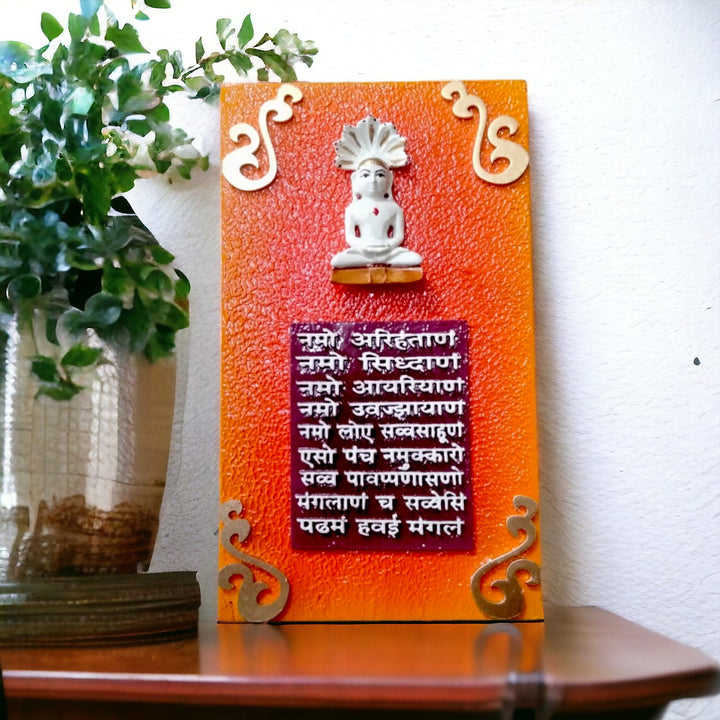 नमो अरिहंताणं
नमो सिध्दाणं
नमो आयरियाणं
नमो उवज्झायाणं
नमो लोए सव्वसाहूणं
एसो पंच नमुक्कारो
सव्व पावप्पणासणो
मंगलाणं च सव्वेसिं
पढमं हवई मंगलं